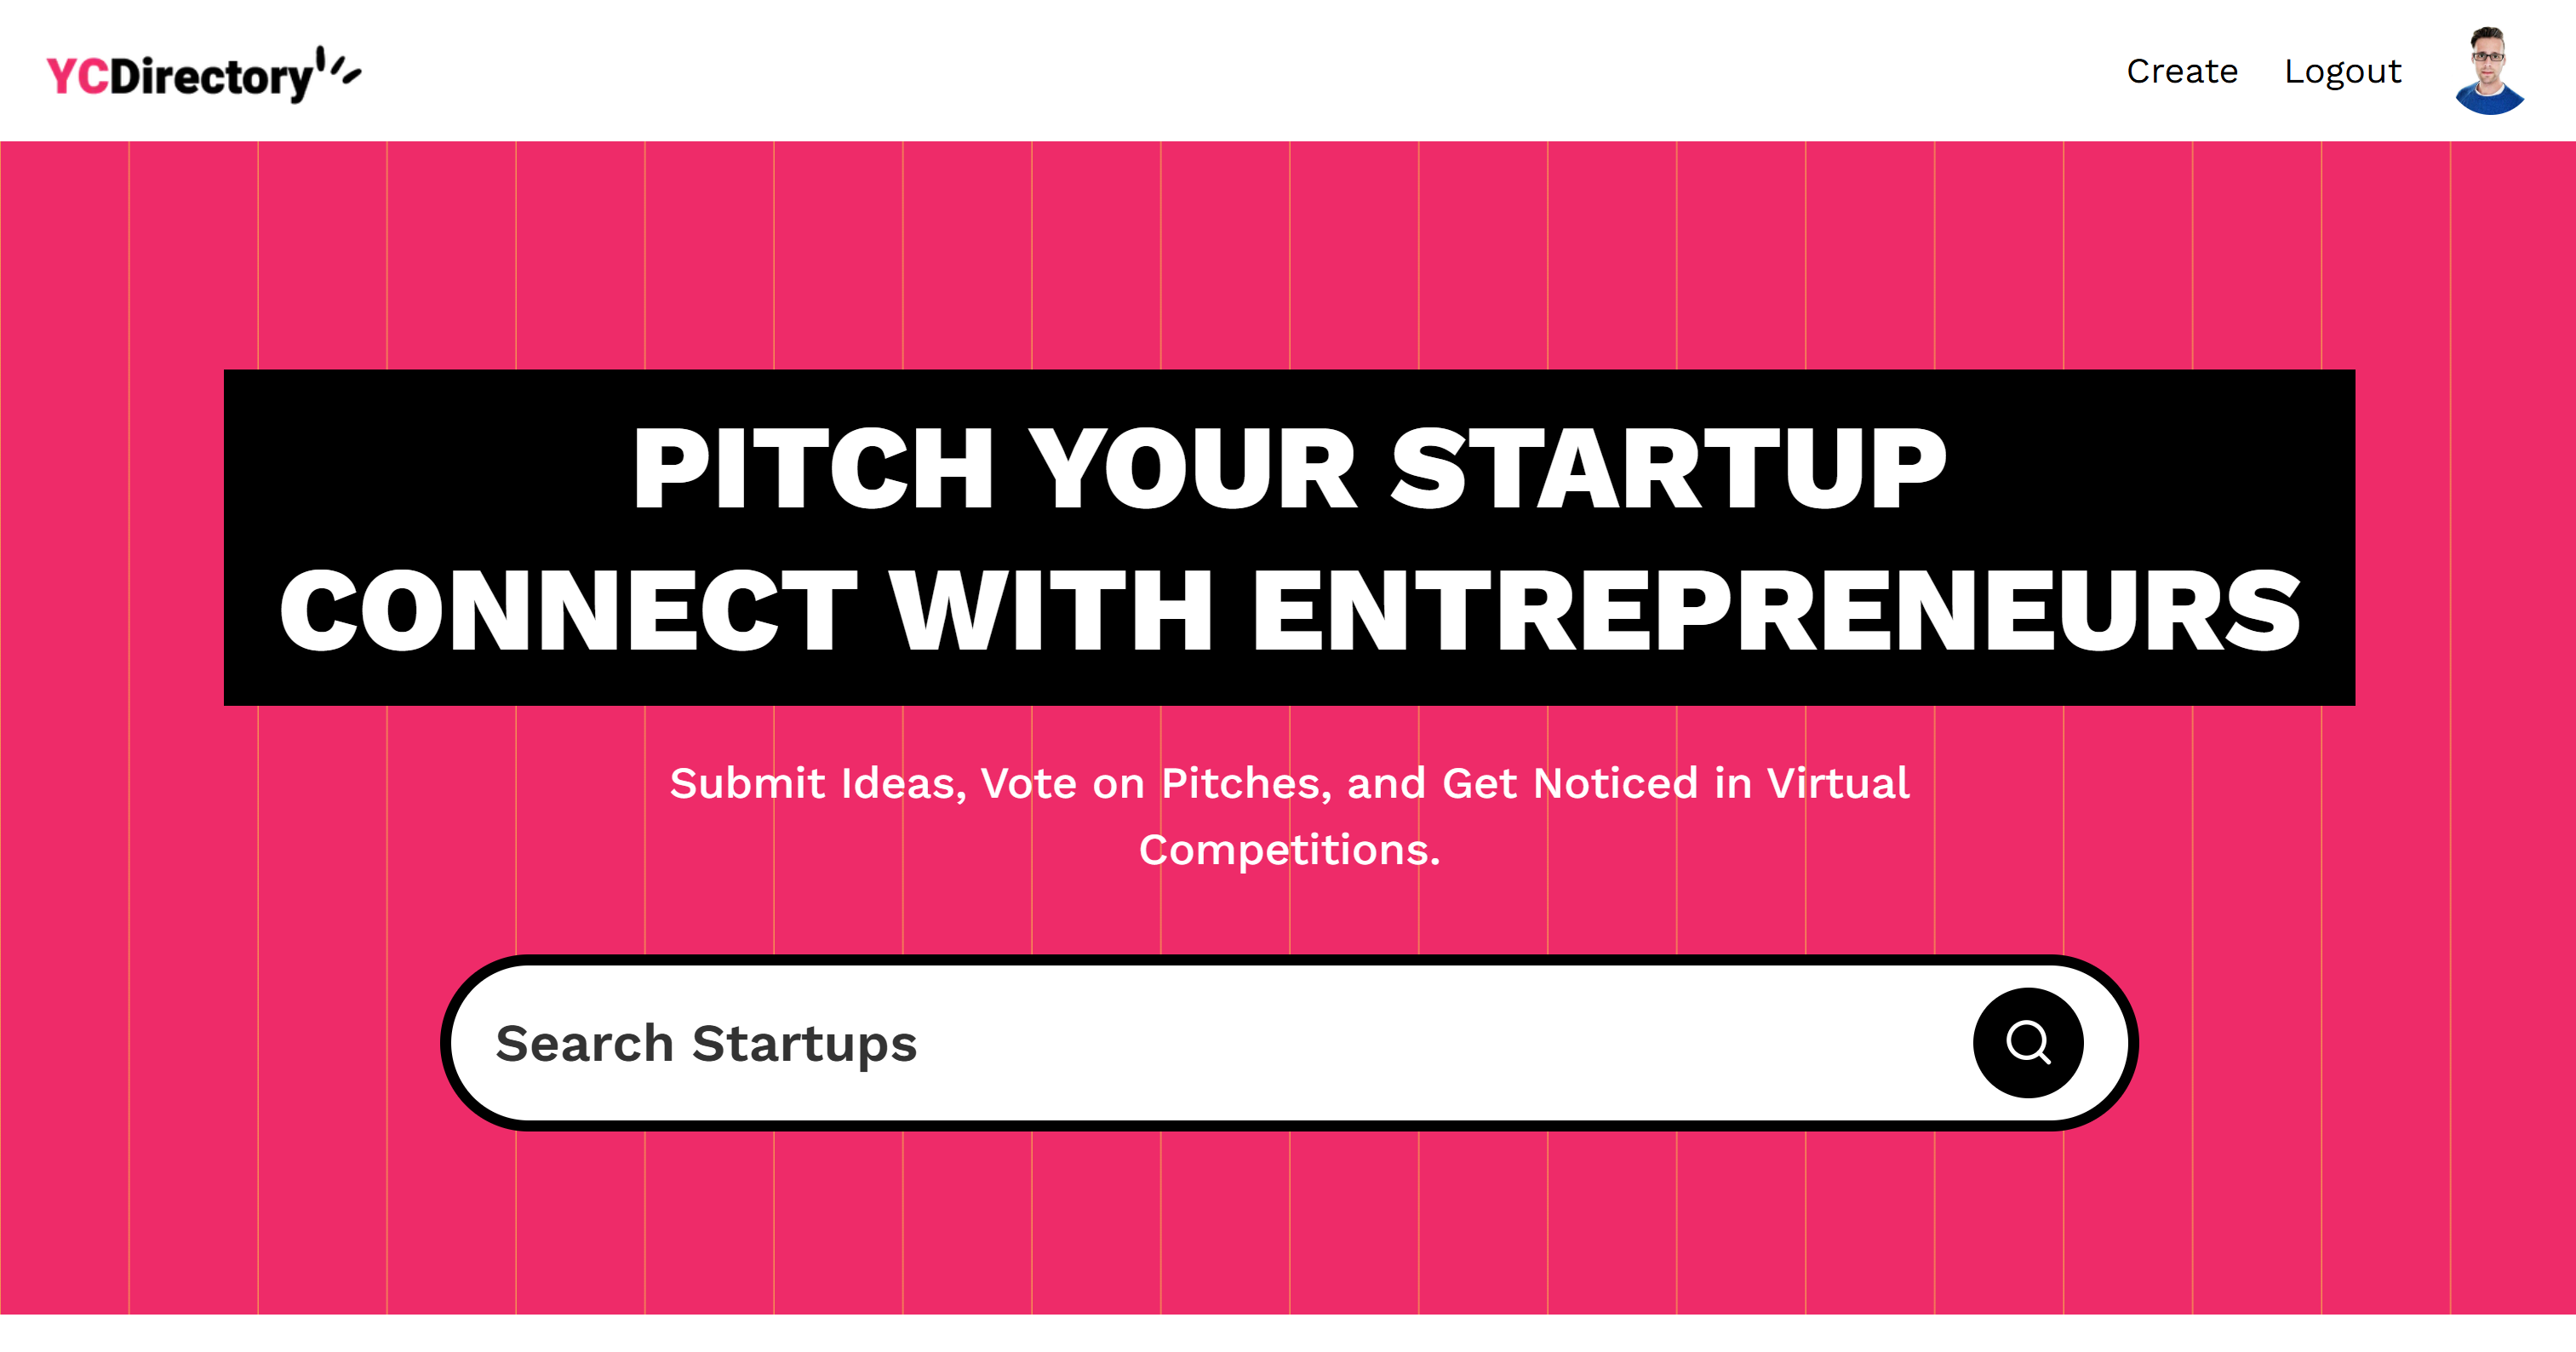 YCDirectory
Create
Logout
PITCH YOUR STARTUP
CONNECT WITH ENTREPRENEURS
Submit Ideas, Vote on Pitches, and Get Noticed in Virtual
Competitions.
Search Startups